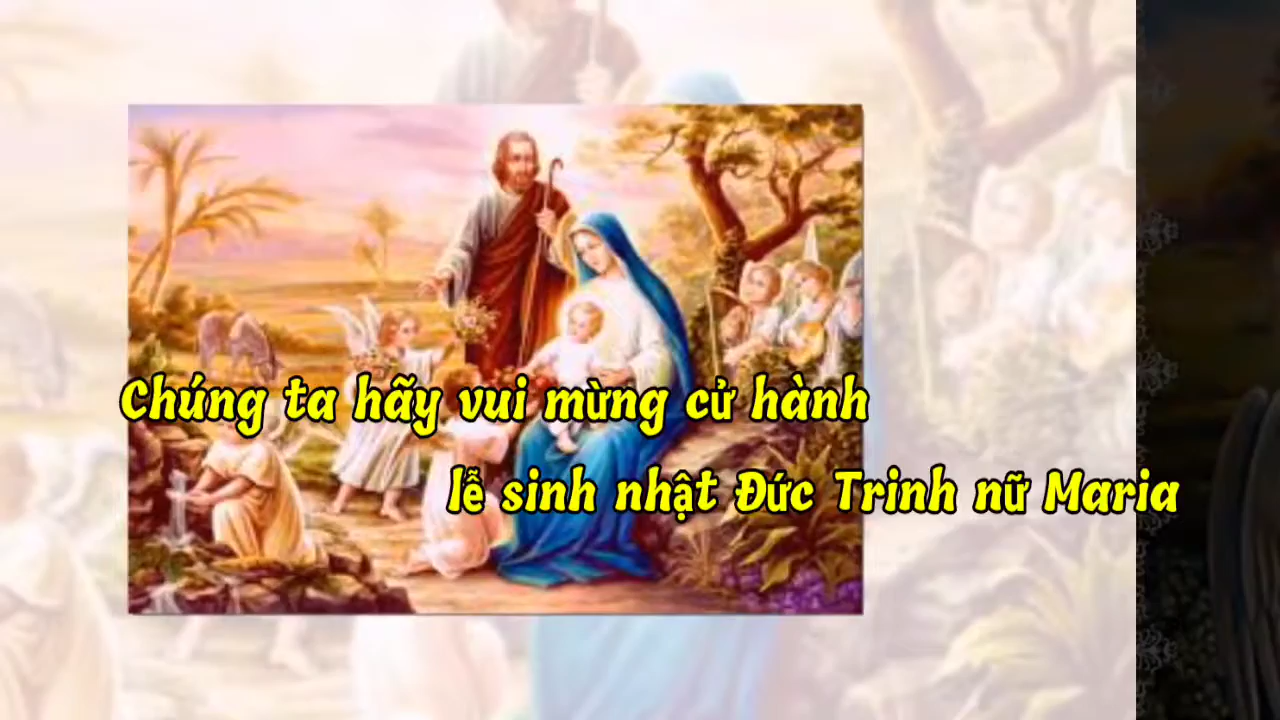 Chúng ta hãy vui mừng cử hành
lễ sinh nhật Đức Trinh nữ Maria